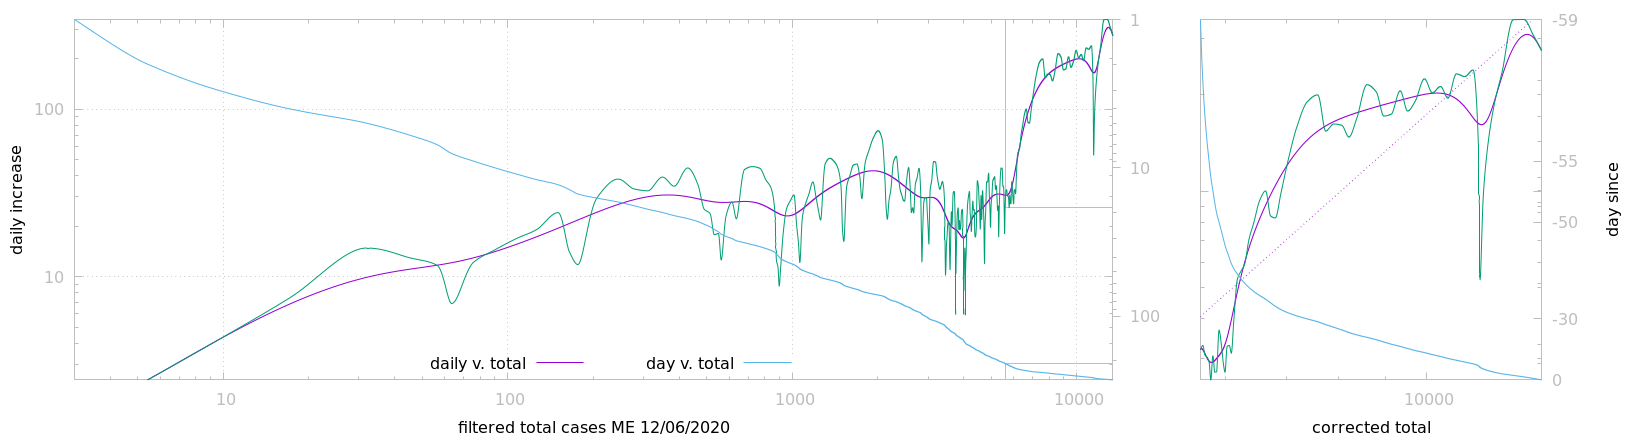 daily increase
100
10
daily v. total
day v. total
10
100
1000
10000
filtered total cases ME 12/06/2020
1
10
100
10000
corrected total
-59
-55
-50
-30
0
day since